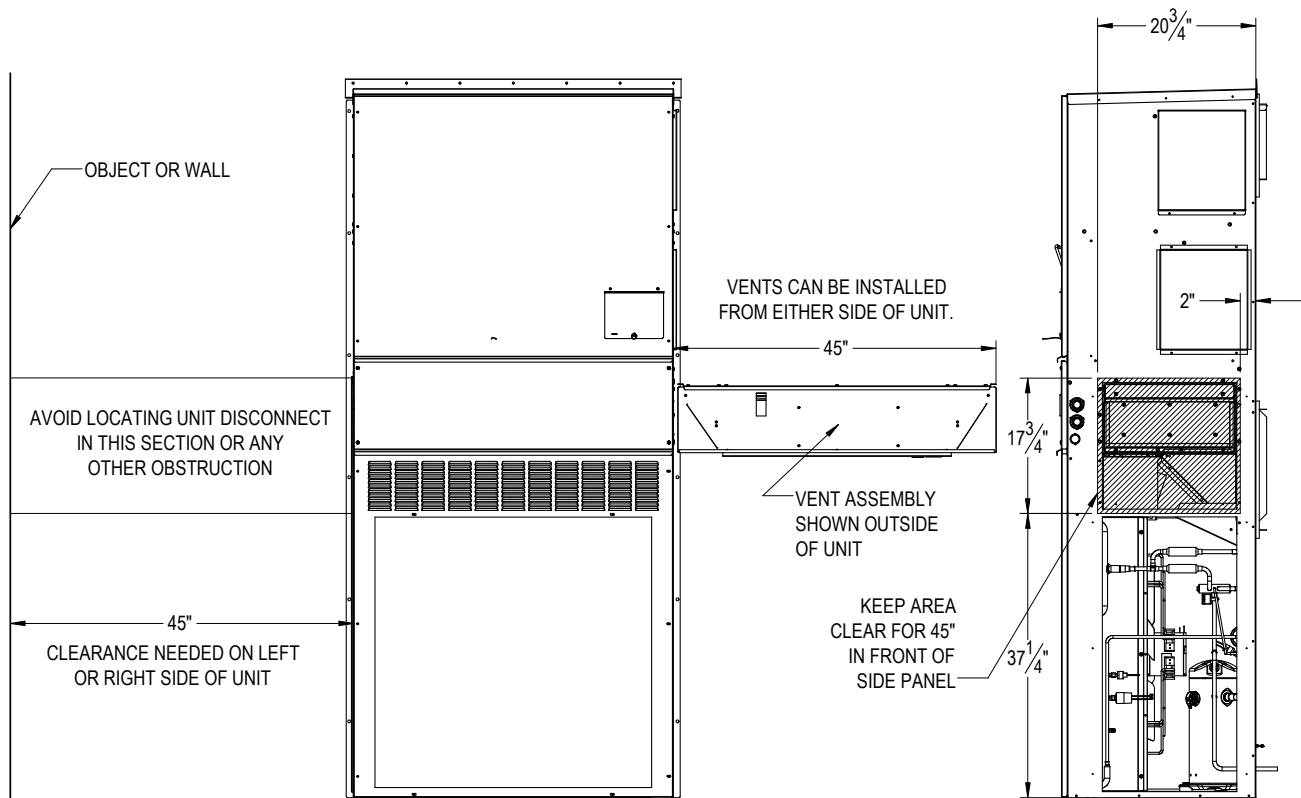 20 3/4"
OBJECT OR WALL
VENTS CAN BE INSTALLED
FROM EITHER SIDE OF UNIT.
2"
45"
AVOID LOCATING UNIT DISCONNECT
IN THIS SECTION OR ANY
OTHER OBSTRUCTION
17 3/4"
VENT ASSEMBLY
SHOWN OUTSIDE
OF UNIT
KEEP AREA
CLEAR FOR 45"
IN FRONT OF
SIDE PANEL
37 1/4"
45"
CLEARANCE NEEDED ON LEFT
OR RIGHT SIDE OF UNIT